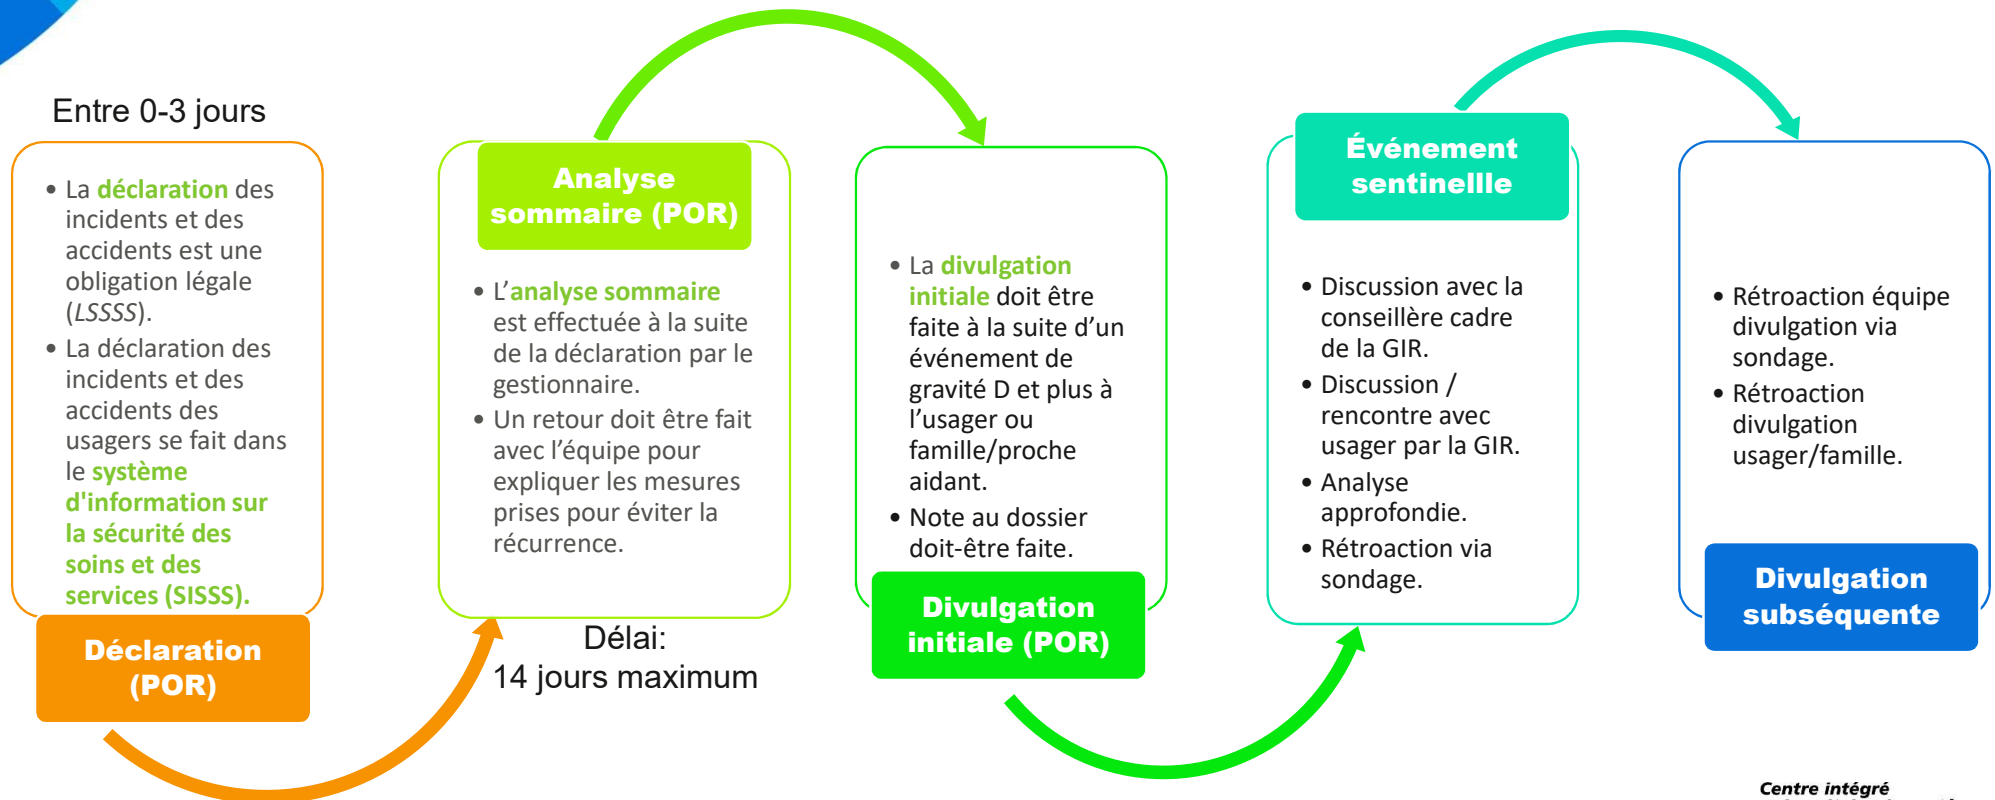 Entre 0-3 jours
• La déclaration des
incidents et des
accidents est une
obligation légale
(LSSSS).
• La déclaration des
incidents et des
accidents des
usagers se fait dans
le système
d'information sur
la sécurité des
soins et des
services (SISSS).
Déclaration
(POR)
Analyse
sommaire (POR)
• L’analyse sommaire
est effectuée à la suite
de la déclaration par le
gestionnaire.
• Un retour doit être fait
avec l’équipe pour
expliquer les mesures
prises pour éviter la
récurrence.
Délai:
14 jours maximum
• La divulgation
initiale doit être
faite à la suite d’un
événement de
gravité D et plus à
l’usager ou
famille/proche
aidant.
• Note au dossier
doit-être faite.
Divulgation
initiale (POR)
Événement
sentinellle
• Discussion avec la
conseillère cadre
de la GIR.
• Discussion /
rencontre avec
usager par la GIR.
• Analyse
approfondie.
• Rétroaction via
sondage.
• Rétroaction équipe
divulgation via
sondage.
• Rétroaction
divulgation
usager/famille.
Divulgation
subséquente
Centre intégré